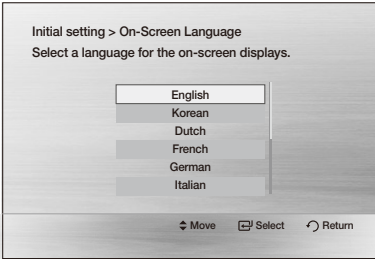 Initial setting > On-Screen Language
Select a language for the on-screen displays.
English
Korean
Dutch
French
German
Italian
Move Select Return